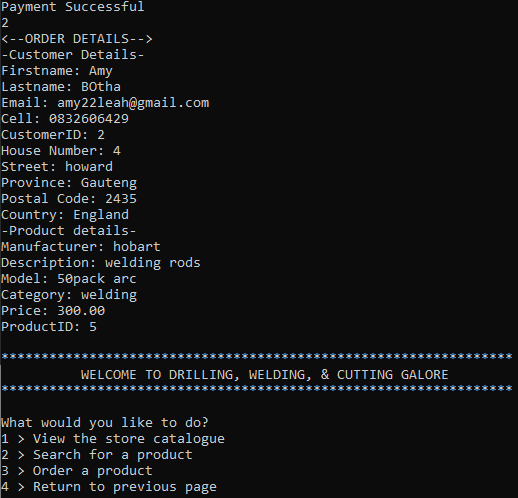 Payment Successful
2
<--ORDER DETAILS-->
-Customer Details-
Firstname: Amy
Lastname: BOtha
Email: amy22leah@gmail.com
Cell: 0832606429
CustomerID: 2
House Number: 4
Street: howard
Province: Gauteng
Postal Code: 2435
Country: England
-Product details-
Manufacturer: hobart
Description: welding rods
Model: 50pack arc
Category: welding
Price: 300.00
ProductID: 5
****************************************************************
WELCOME TO DRILLING, WELDING, & CUTTING GALORE
****************************************************************
What would you like to do?
1 > View the store catalogue
2 > Search for a product
3 > Order a product
4 > Return to previous page